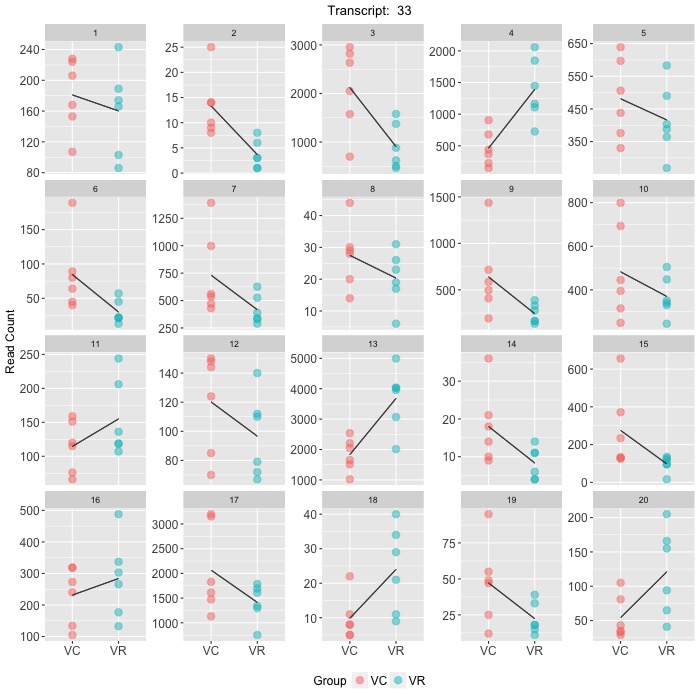 Transcript: 33
1 2 3 4 5
240 200 160 120 80
25 20 15 10 5 0
3000 2000 1000
2000 1500 1000 500
650 550 450 350
6 7 8 9 10
150 100 50
1250 1000 750 500 250
40 30 20 10
1500 1000 500
800 600 400
Read Count
11 12 13 14 15
250 200 150 100
140 120 100 80
5000 4000 3000 2000 1000
30 20 10
600 400 200 0
16 17 18 19 20
500 400 300 200 100
3000 2000 1000
40 30 20 10
75 50 25
200 150 100 50
VC VR VC VR VC VR VC VR VC VR
Group VC VR